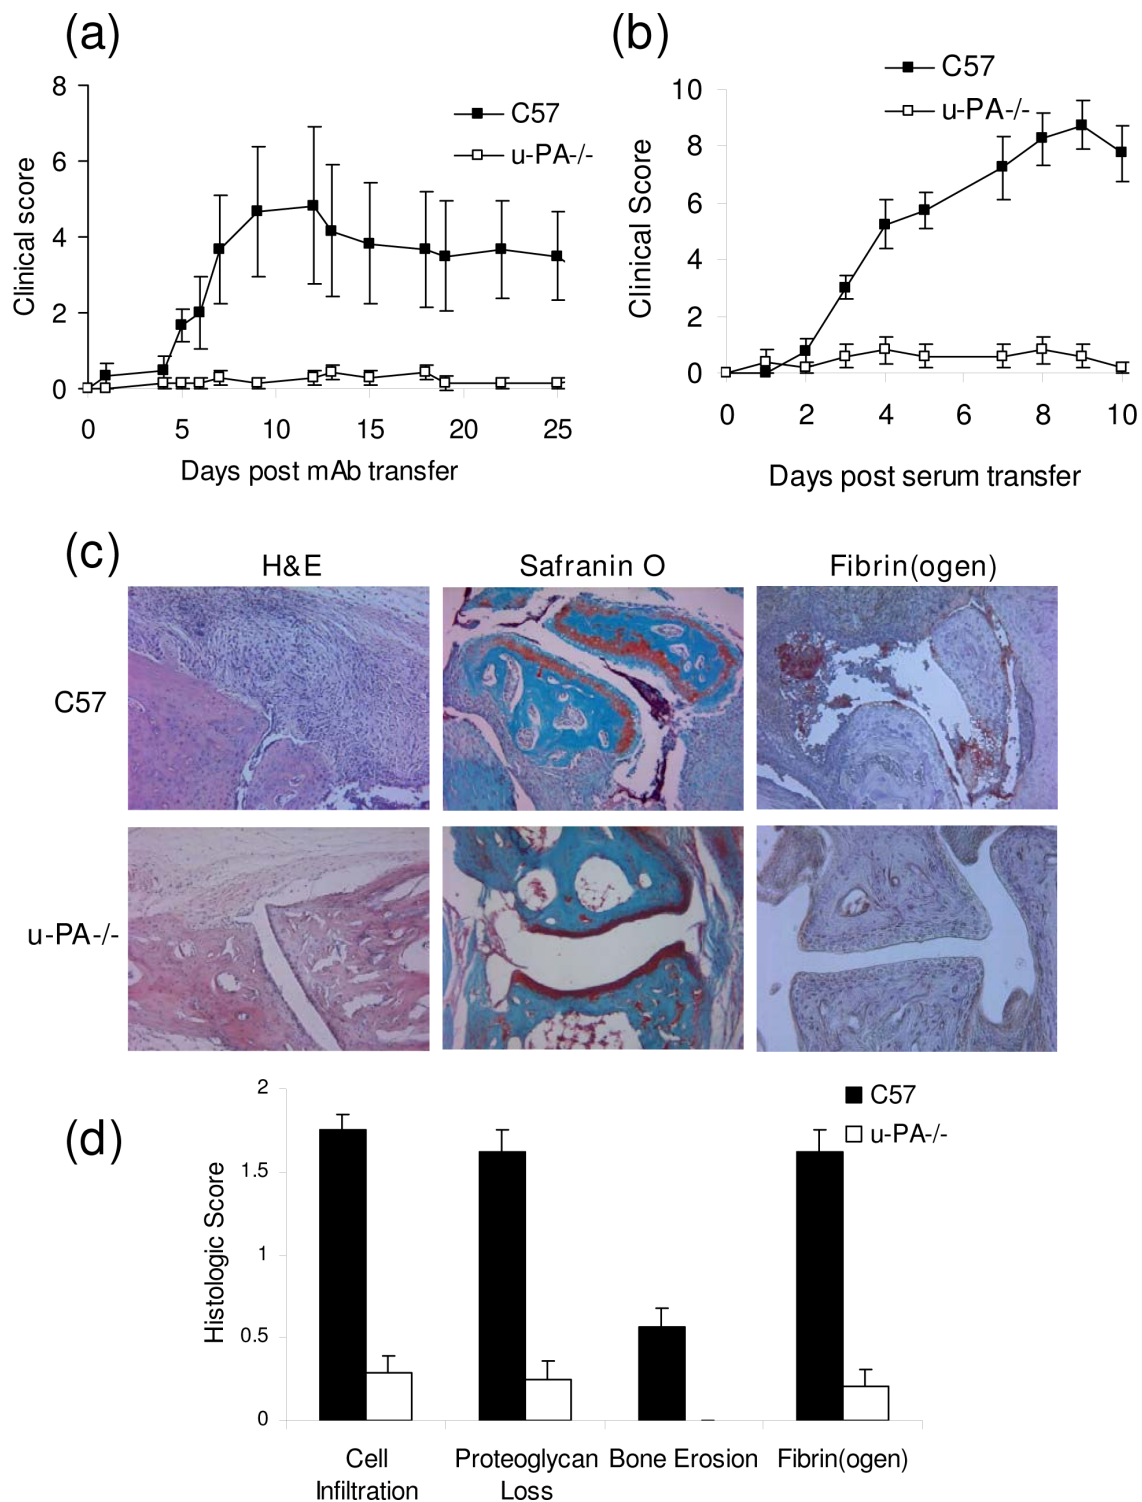 (a)
8
6
4
2
0
Clinical score
C57
u-PA-/-
0 5 10 15 20 25
Days post mAb transfer
(b)
10
8
6
4
2
0
Clinical Score
C57
u-PA-/-
0 2 4 6 8 10
Days post serum transfer
(c)
H&E Safranin O Fibrin(ogen)
C57
u-PA-/-
(d)
2
1.5
1
0.5
0
Histologic Score
C57
u-PA-/-
Cell
Infiltration
Proteoglycan
Loss
Bone Erosion
Fibrin(ogen)